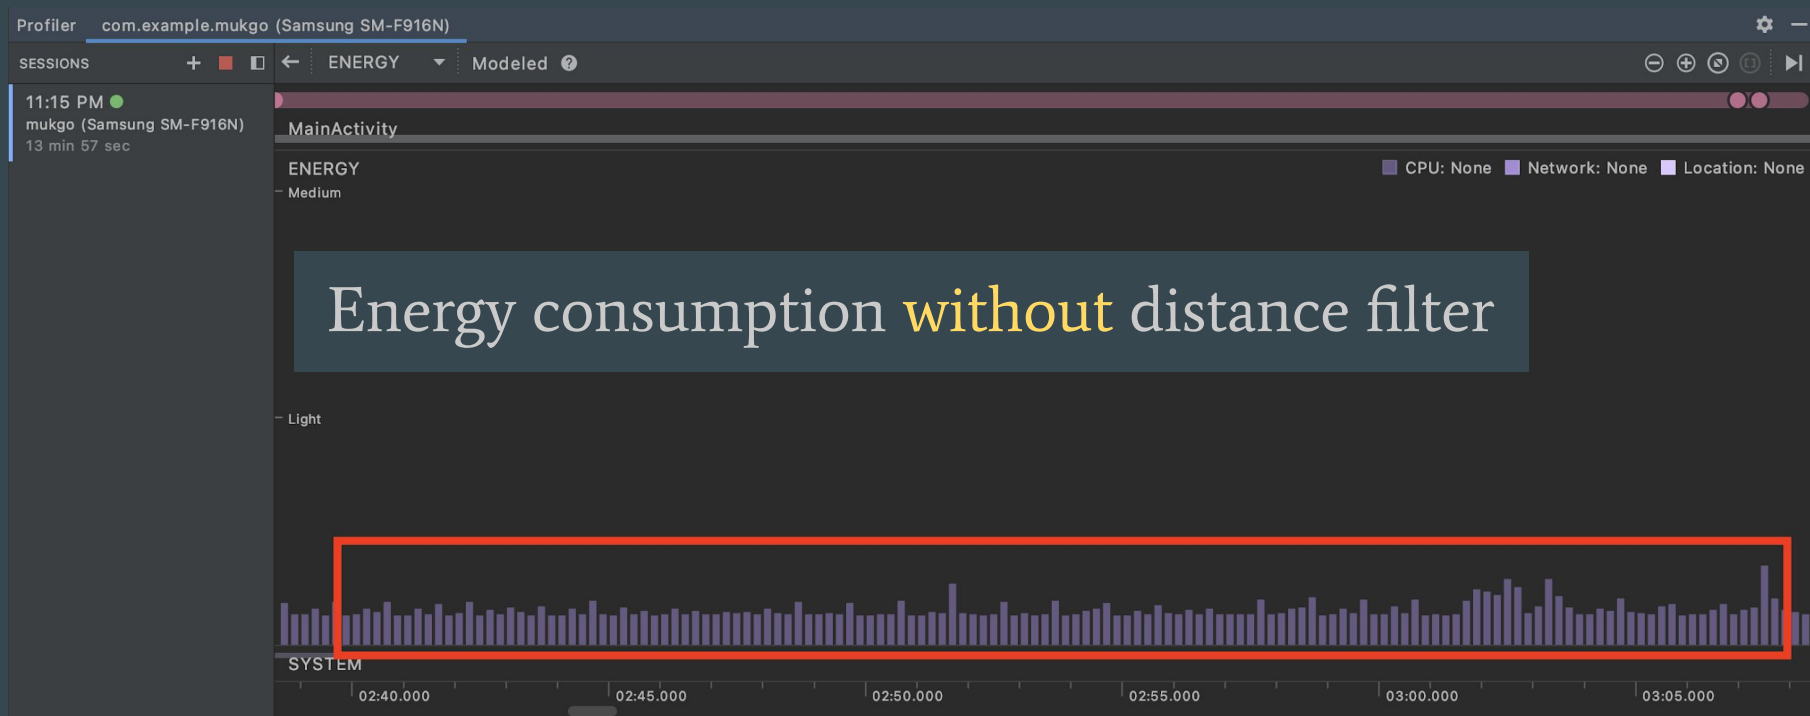 Profiler com.example.mukgo (Samsung SM-F916N)
SESSIONS ENERGY Modeled ?
11:15 PM
mukgo (Samsung SM-F916N)
13 min 57 sec
MainActivity
ENERGY CPU: None Network: None Location: None
Medium
Energy consumption without distance filter
Light
SYSTEM
02:40.000 02:45.000 02:50.000 02:55.000 03:00.000 03:05.000